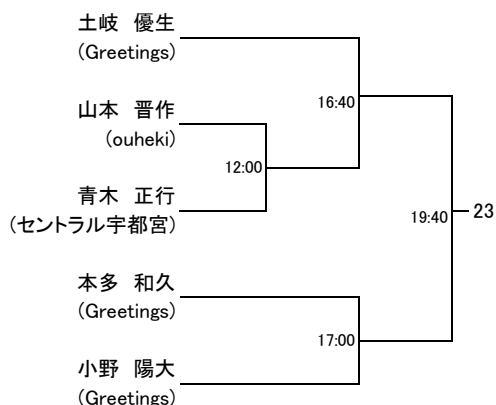 土岐　優生
(Greetings)
16:40
山本　晋作
(ouheki)
12:00
青木　正行
(セントラル宇都宮)
19:40
23
本多　和久
(Greetings)
17:00
小野　陽大
(Greetings)